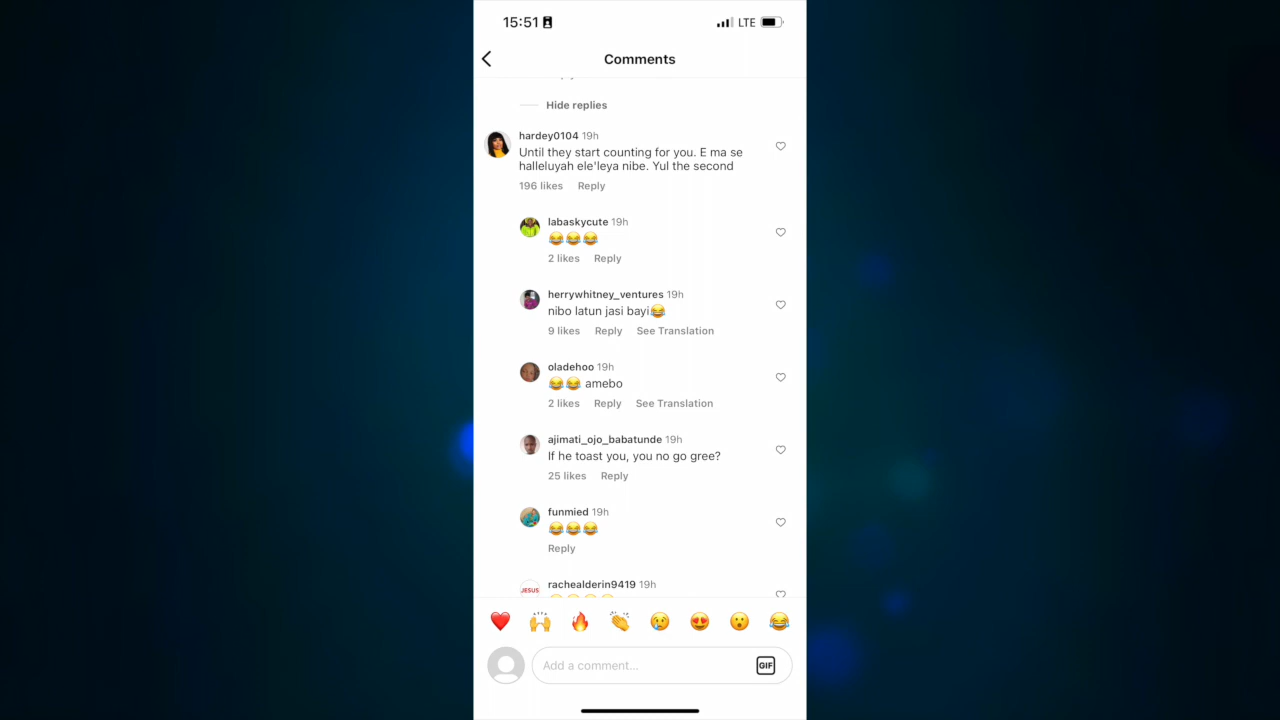 15:51
LTE
Comments
Hide replies
hardey0104 19h
Until they start counting for you. E ma se
halleluyah ele'leya nibe. Yul the second
196 likes Reply
labaskycute 19h
😂😂😂
2 likes Reply
herrywhitney_ventures 19h
nibo latun jasi bayi😂
9 likes Reply See Translation
oladehoo 19h
😂😂 amebo
2 likes Reply See Translation
ajimati_ojo_babatunde 19h
If he toast you, you no go gree?
25 likes Reply
funmied 19h
😂😂😂
Reply
JESUS
rachealderin9419 19h
Add a comment...
GIF